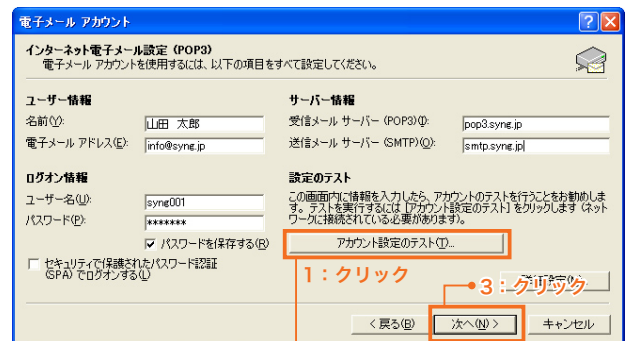 電子メール アカウント
インターネット電子メール設定 (POP3)
電子メール アカウントを使用するには、以下の項目をすべて設定してください。
ユーザー情報
名前(Y):
山田 太郎
電子メール アドレス(E):
info@syne.jp
サーバー情報
受信メール サーバー (POP3)(I):
pop3.syne.jp
送信メール サーバー (SMTP)(O):
smtp.syne.jp
ログオン情報
ユーザー名(U):
syne001
パスワード(P):
*******
パスワードを保存する(R)
セキュリティで保護されたパスワード認証
(SPA) でログオンする(L)
設定のテスト
この画面内に情報を入力したら、アカウントのテストを行うことをお勧めしま
す。テストを実行するには [アカウント設定のテスト] をクリックします (ネット
ワークに接続されている必要があります)。
アカウント設定のテスト(T)...
1：クリック
3：クリック
< 戻る(B)
次へ(N) >
キャンセル